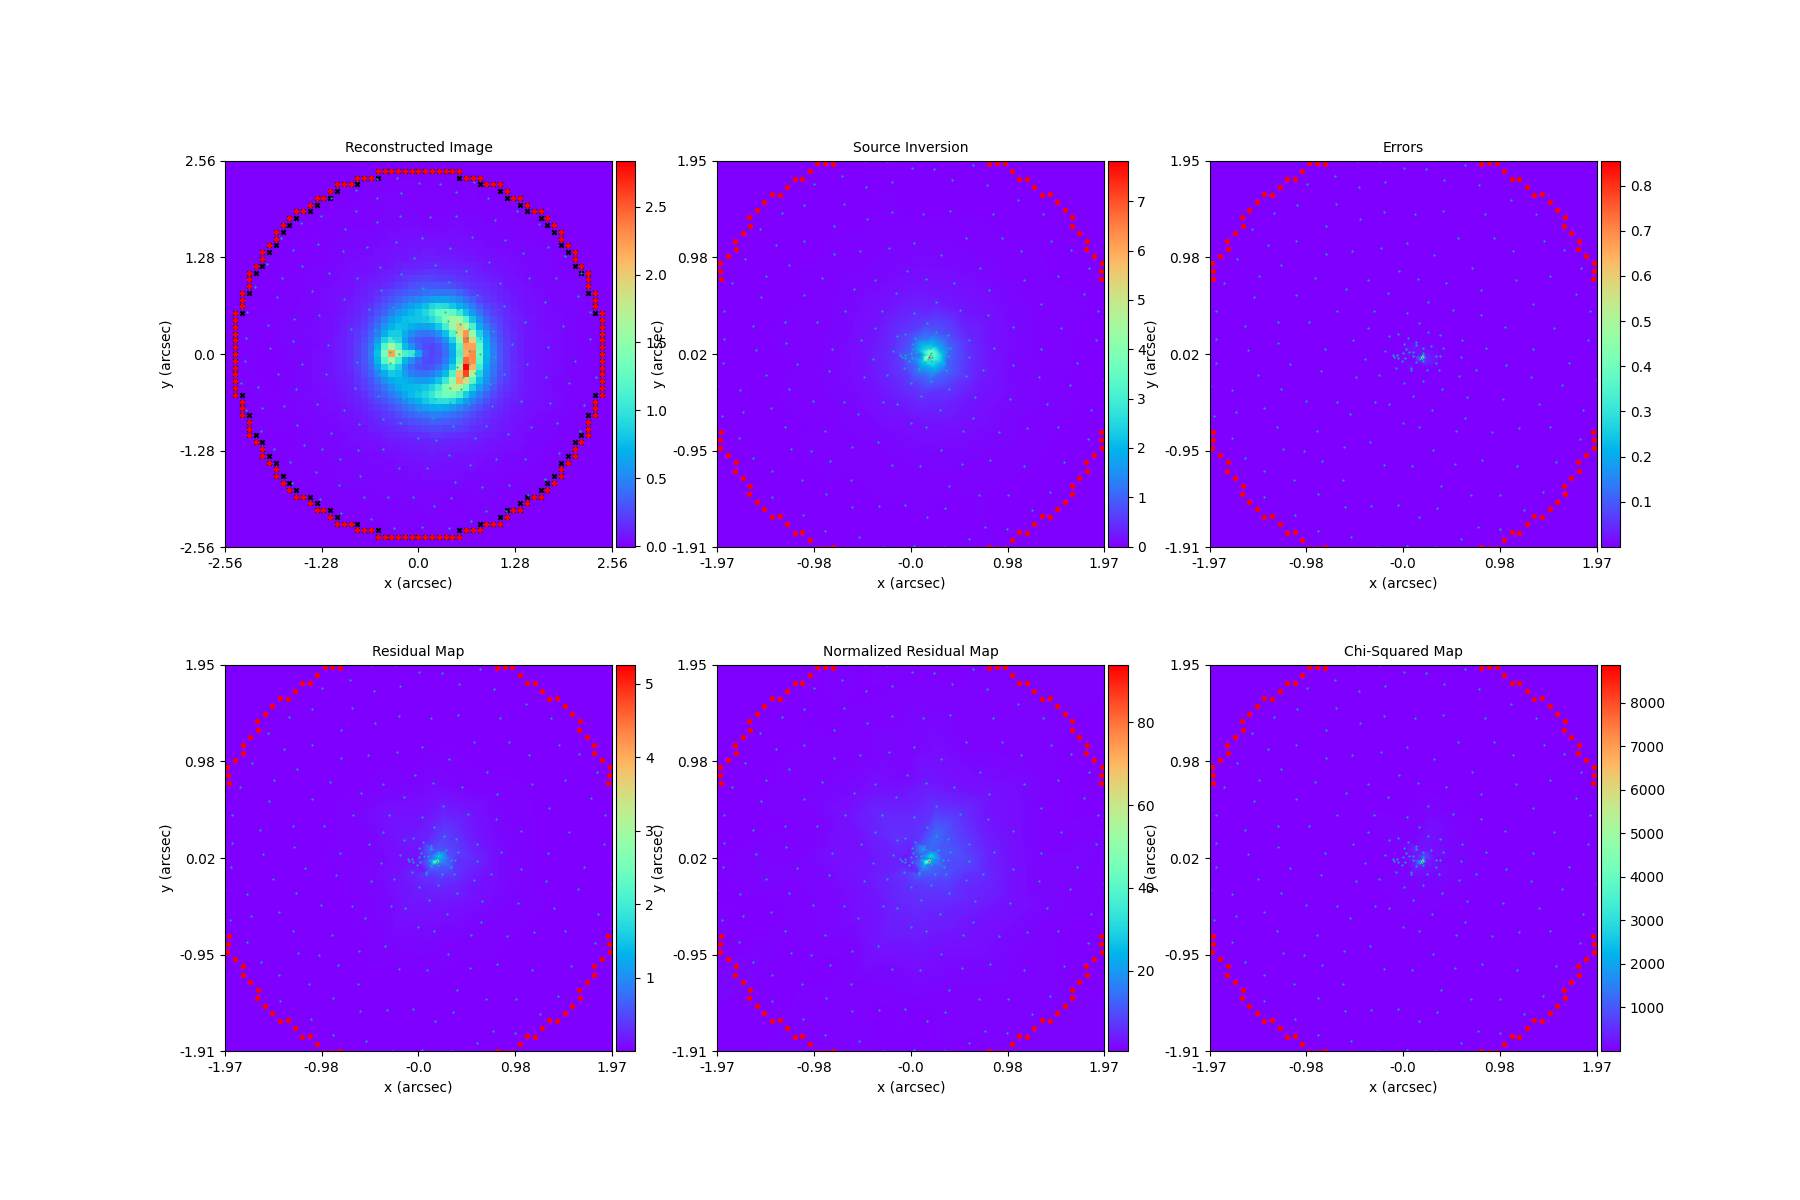 Reconstructed Image
2.56
1.28
0.0
-1.28
-2.56
y (arcsec)
-2.56 -1.28 0.0 1.28 2.56
x (arcsec)
2.5
2.0
1.5
1.0
0.5
0.0
Source Inversion
1.95
0.98
0.02
-0.95
-1.91
y (arcsec)
-1.97 -0.98 -0.0 0.98 1.97
x (arcsec)
7
6
5
4
3
2
1
0
Errors
1.95
0.98
0.02
-0.95
-1.91
y (arcsec)
-1.97 -0.98 -0.0 0.98 1.97
x (arcsec)
0.8
0.7
0.6
0.5
0.4
0.3
0.2
0.1
Residual Map
1.95
0.98
0.02
-0.95
-1.91
y (arcsec)
-1.97 -0.98 -0.0 0.98 1.97
x (arcsec)
5
4
3
2
1
Normalized Residual Map
1.95
0.98
0.02
-0.95
-1.91
y (arcsec)
-1.97 -0.98 -0.0 0.98 1.97
x (arcsec)
80
60
40
20
Chi-Squared Map
1.95
0.98
0.02
-0.95
-1.91
y (arcsec)
-1.97 -0.98 -0.0 0.98 1.97
x (arcsec)
8000
7000
6000
5000
4000
3000
2000
1000